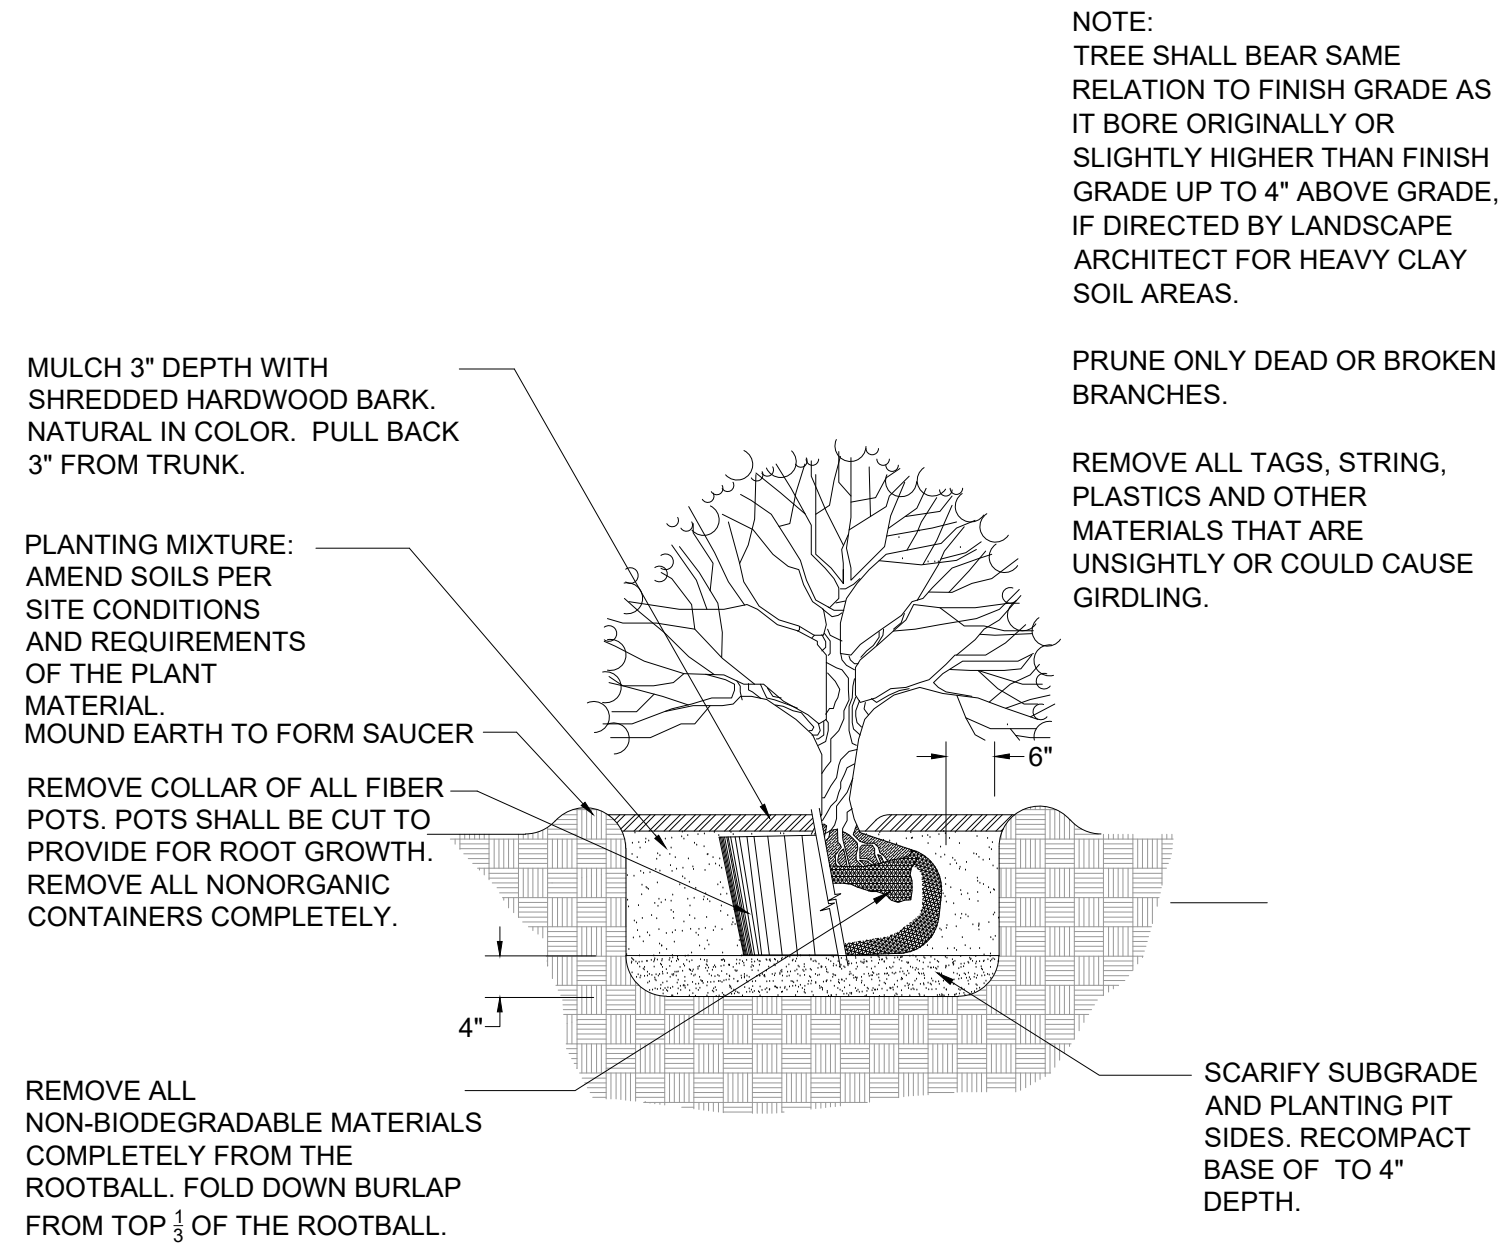 NOTE:
TREE SHALL BEAR SAME
RELATION TO FINISH GRADE AS
IT BORE ORIGINALLY OR
SLIGHTLY HIGHER THAN FINISH
GRADE UP TO 4" ABOVE GRADE,
IF DIRECTED BY LANDSCAPE
ARCHITECT FOR HEAVY CLAY
SOIL AREAS.
PRUNE ONLY DEAD OR BROKEN
BRANCHES.
REMOVE ALL TAGS, STRING,
PLASTICS AND OTHER
MATERIALS THAT ARE
UNSIGHTLY OR COULD CAUSE
GIRDLING.
MULCH 3" DEPTH WITH
SHREDDED HARDWOOD BARK.
NATURAL IN COLOR.  PULL BACK
3" FROM TRUNK.
PLANTING MIXTURE:
AMEND SOILS PER
SITE CONDITIONS
AND REQUIREMENTS
OF THE PLANT
MATERIAL.
MOUND EARTH TO FORM SAUCER
REMOVE COLLAR OF ALL FIBER
POTS. POTS SHALL BE CUT TO
PROVIDE FOR ROOT GROWTH.
REMOVE ALL NONORGANIC
CONTAINERS COMPLETELY.
6"
4"
REMOVE ALL
NON-BIODEGRADABLE MATERIALS
COMPLETELY FROM THE
ROOTBALL. FOLD DOWN BURLAP
FROM TOP 1/3 OF THE ROOTBALL.
SCARIFY SUBGRADE
AND PLANTING PIT
SIDES. RECOMPACT
BASE OF  TO 4"
DEPTH.